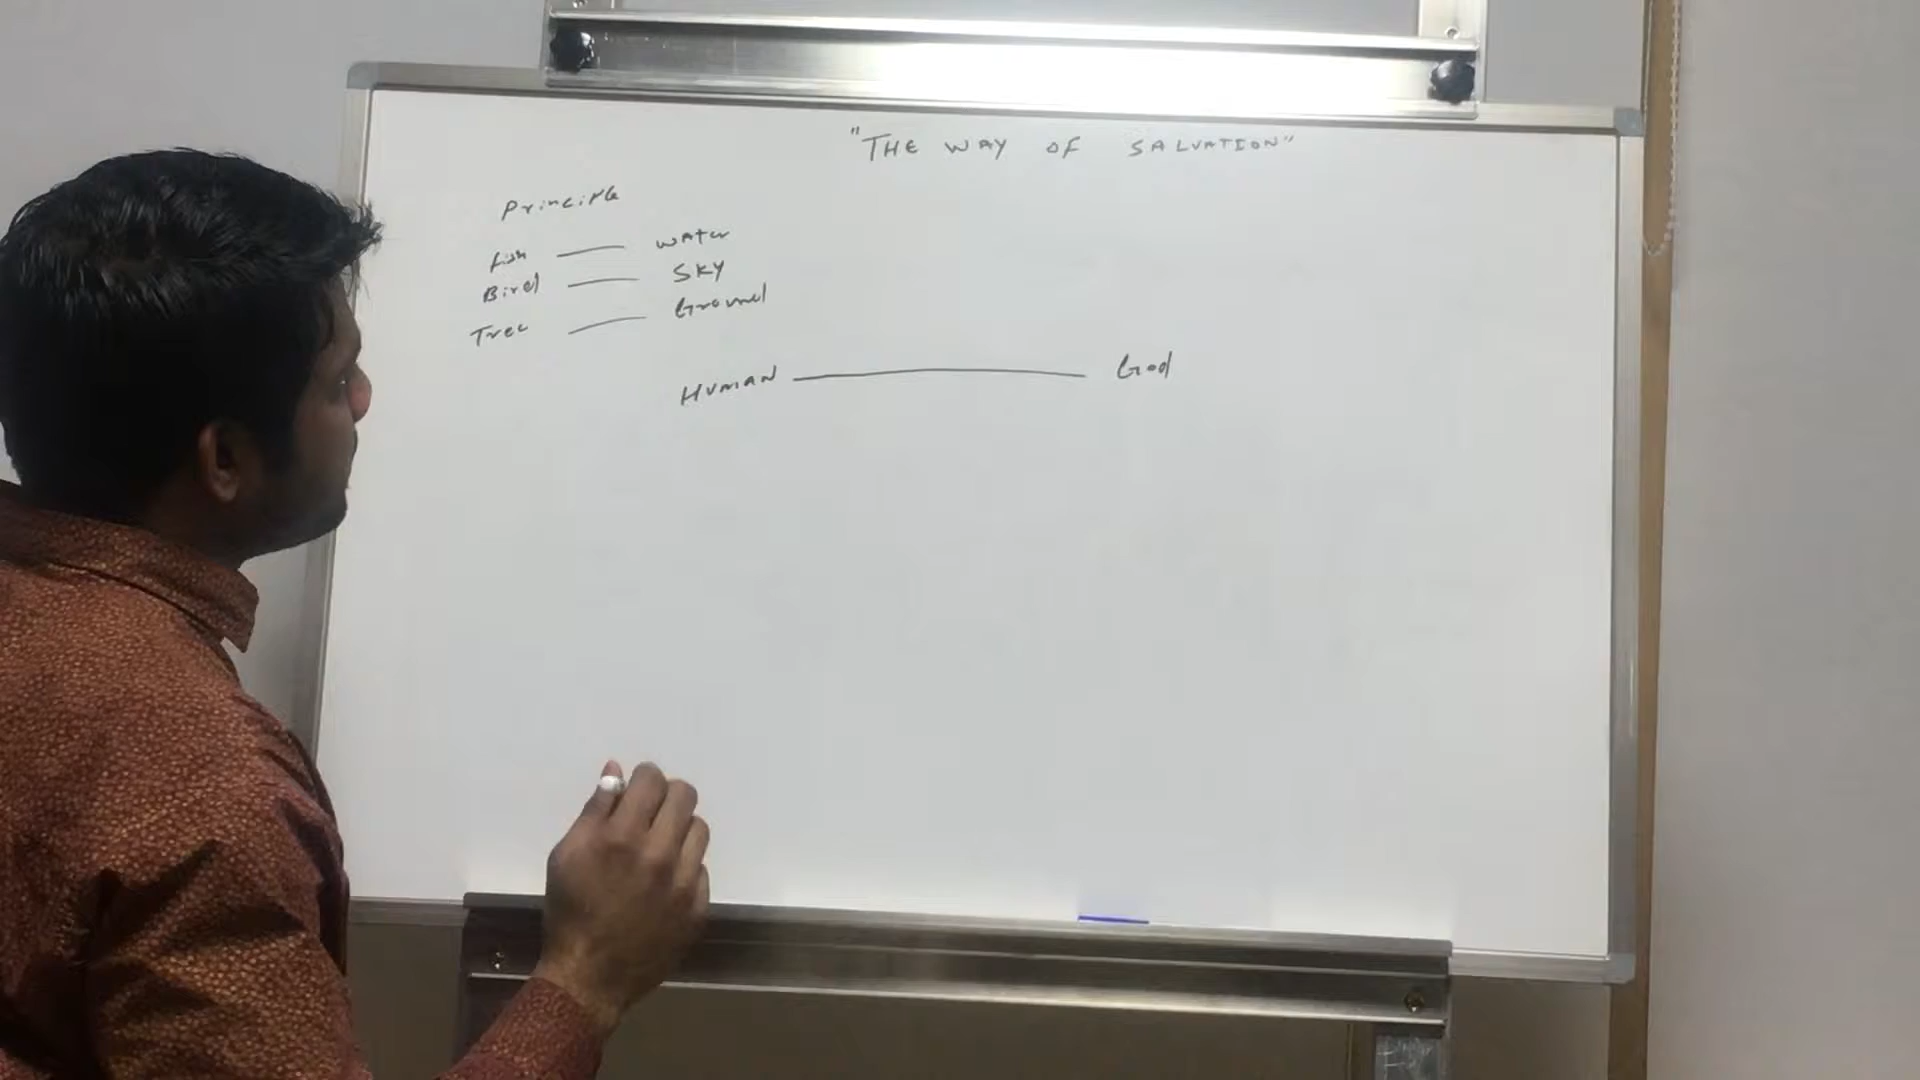 "THE WAY OF SALVATION"
Principle
fish —— water
Bird —— SKY
Tree —— Ground
HUMAN —— God